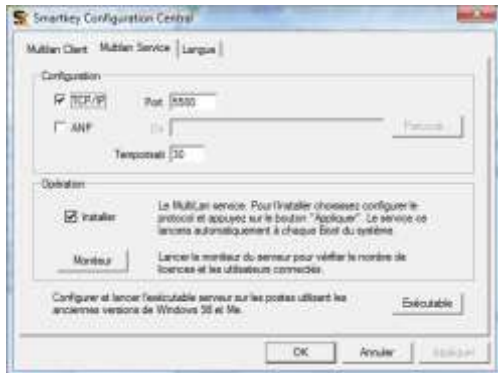 Smartkey Configuration Central
Multilan Client Multilan Service Langue
Configuration
TCP/IP Port 5500
ANP
30
Opération
Le MultiLan service. Pour l'installer choisissez configurer le
Installer protocol et appuyez sur le bouton "Appliquer". Le service ce
lancera automatiquement à chaque Boot du système.
Moniteur Lancer le moniteur du serveur pour vérifier le nombre de
licences et les utilisateurs connectés.
Configurer et lancer l'exécutable serveur sur les postes utilisant les
anciennes versions de Windows 98 et Me. Exécutable
OK Annuler Appliquer